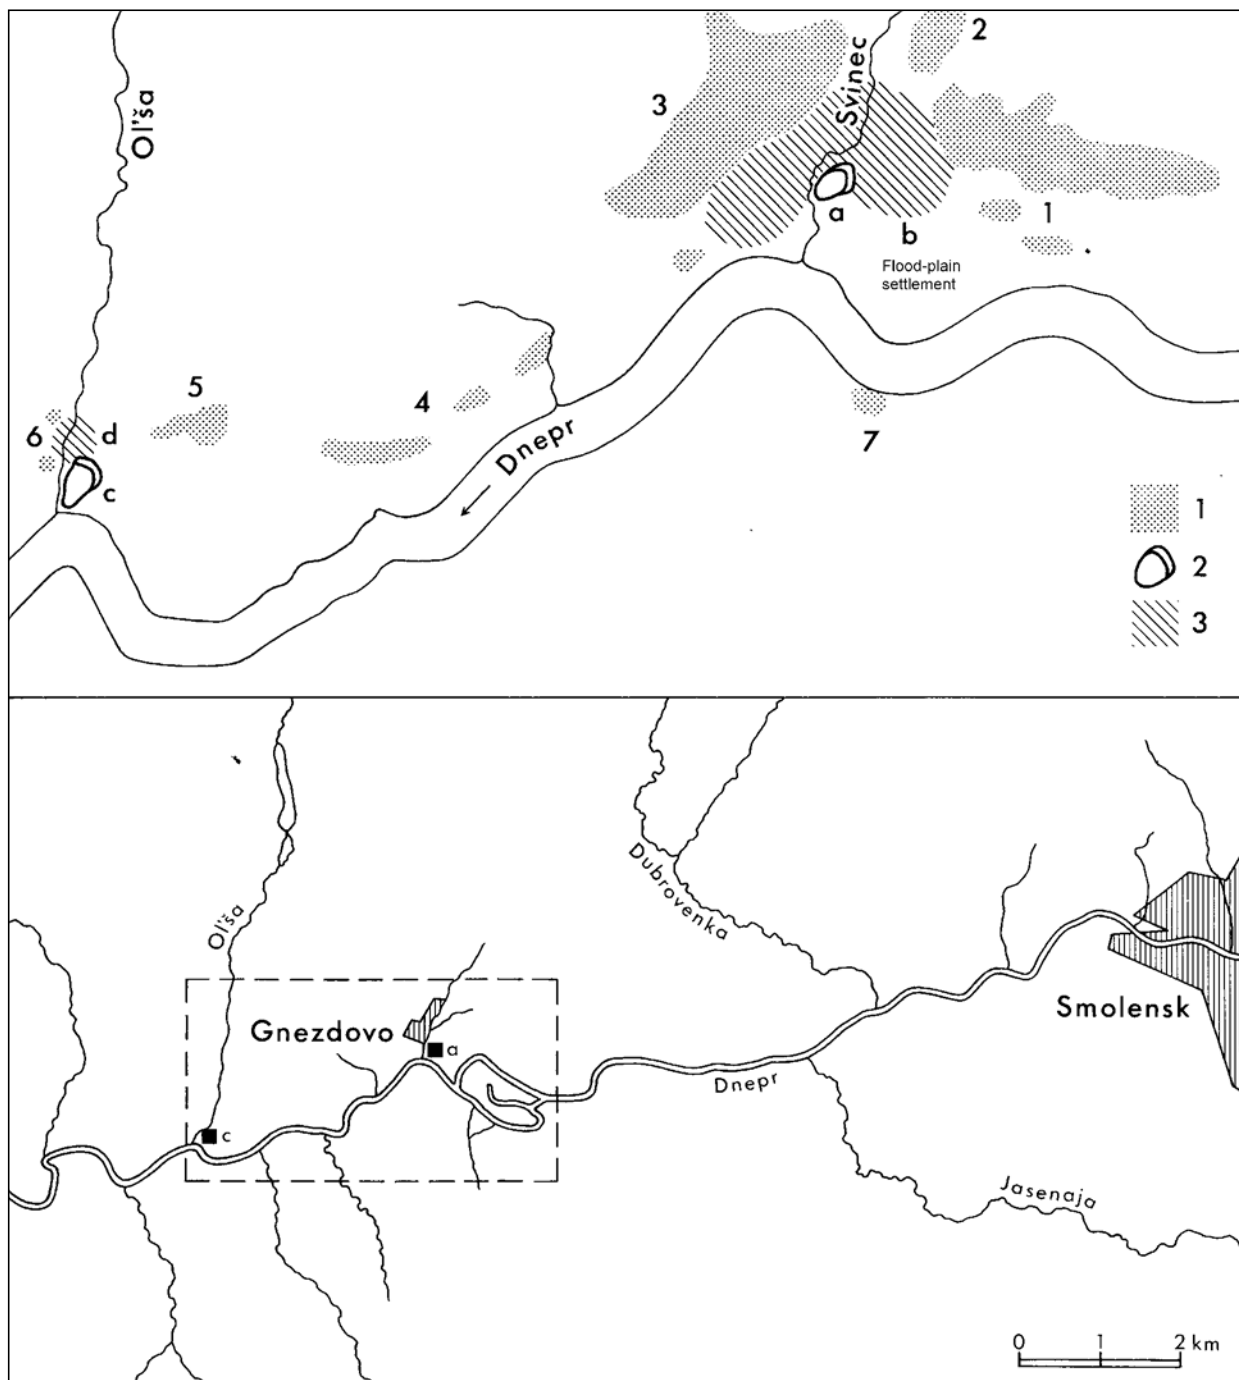 2
Svinec
3
Ol'ša
a
1
b
Flood-plain
settlement
5
4
6
d
Dnepr
7
c
1
2
3
Dubrovenka
Ol'ša
Smolensk
Gnezdovo
a
Dnepr
c
Jasenaja
0 1 2 km